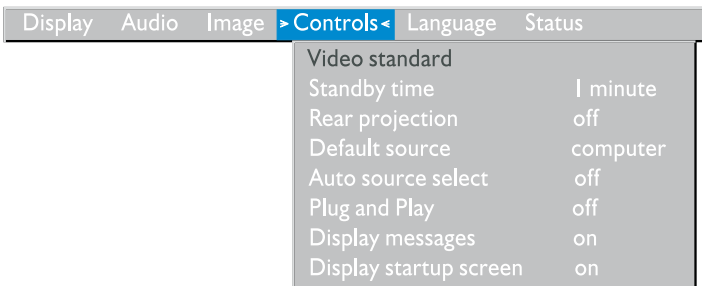 Display Audio Image >Controls< Language Status
Video standard
Standby time 1 minute
Rear projection off
Default source computer
Auto source select off
Plug and Play off
Display messages on
Display startup screen on